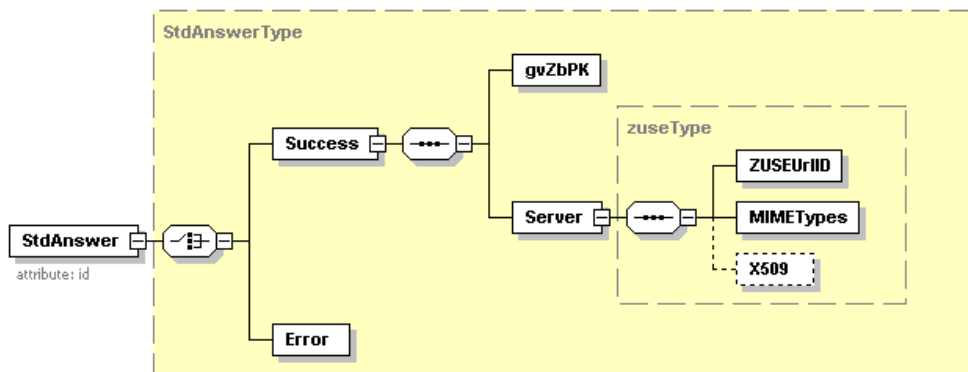 StdAnswerType
gvZbPK
zuseType
Success
ZUSEUrlID
Server
MIMETypes
StdAnswer
attribute: id
X509
Error